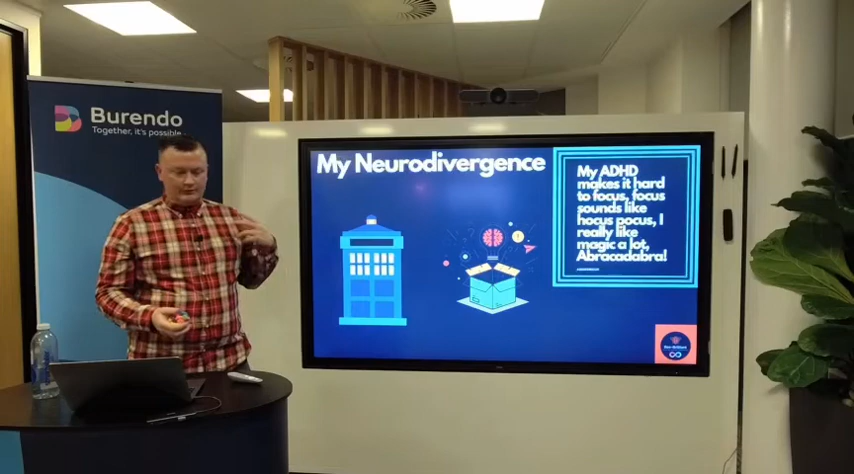 Burendo
Together, it's possible.
My Neurodivergence
My ADHD
makes it hard
to focus, focus
sounds like
hocus pocus, I
really like
magic a lot,
Abracadabra!